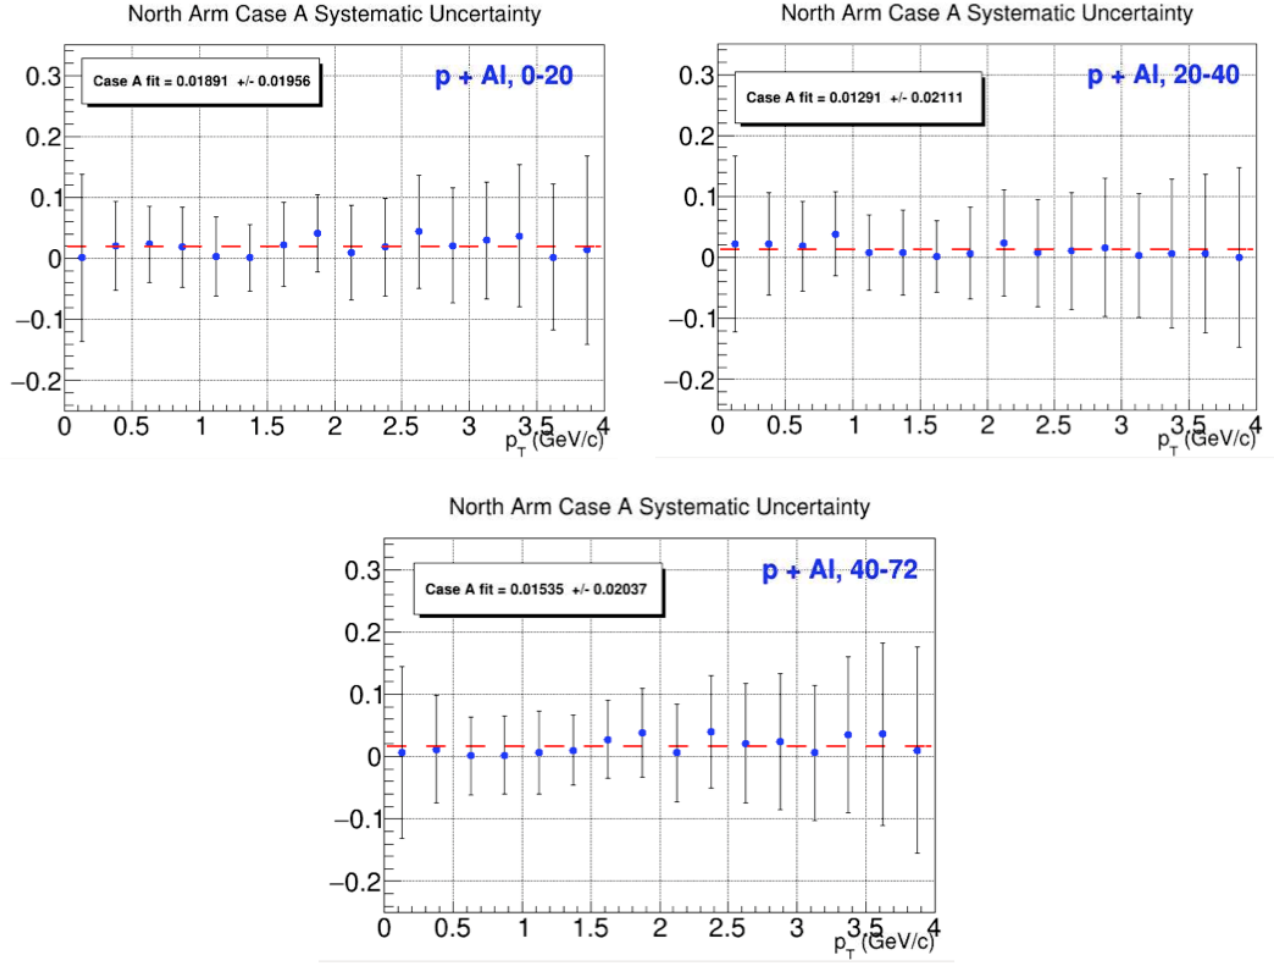 North Arm Case A Systematic Uncertainty
Case A fit = 0.01891 +/- 0.01956
p + Al, 0-20
0.3
0.2
0.1
0
−0.1
−0.2
0 0.5 1 1.5 2 2.5 3 3.5 4
pT (GeV/c)
North Arm Case A Systematic Uncertainty
Case A fit = 0.01291 +/- 0.02111
p + Al, 20-40
0.3
0.2
0.1
0
−0.1
−0.2
0 0.5 1 1.5 2 2.5 3 3.5 4
pT (GeV/c)
North Arm Case A Systematic Uncertainty
Case A fit = 0.01535 +/- 0.02037
p + Al, 40-72
0.3
0.2
0.1
0
−0.1
−0.2
0 0.5 1 1.5 2 2.5 3 3.5 4
pT (GeV/c)